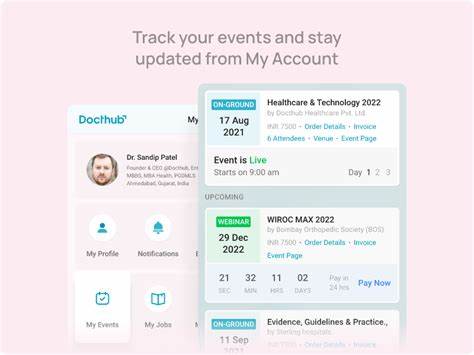 Track your events and stay
updated from My Account
Docthub
My
Dr. Sandip Patel
Founder & CEO @Docthub, Em
MBBS, MBA Health, PGDMLS
Ahmedabad, Gujarat, India
My Profile
Notifications
My Events
My Jobs
ON-GROUND
17 Aug
2021
Healthcare & Technology 2022
by Docthub Healthcare Pvt. Ltd.
INR 7500 • Order Details • Invoice
6 Attendees • Venue • Event Page
Event is Live
Starts on 9:00 am
Day 1 2 3
UPCOMING
WEBINAR
29 Dec
2022
WIROC MAX 2022
by Bombay Orthopedic Society (BOS)
INR 7500 • Order Details • Invoice
Event Page
21 32 11 02
SEC MIN HRS DAYS
Pay in
24 hrs
Pay Now
ON-GROUND
Evidence, Guidelines & Practice.,
by Sterling hospitals.